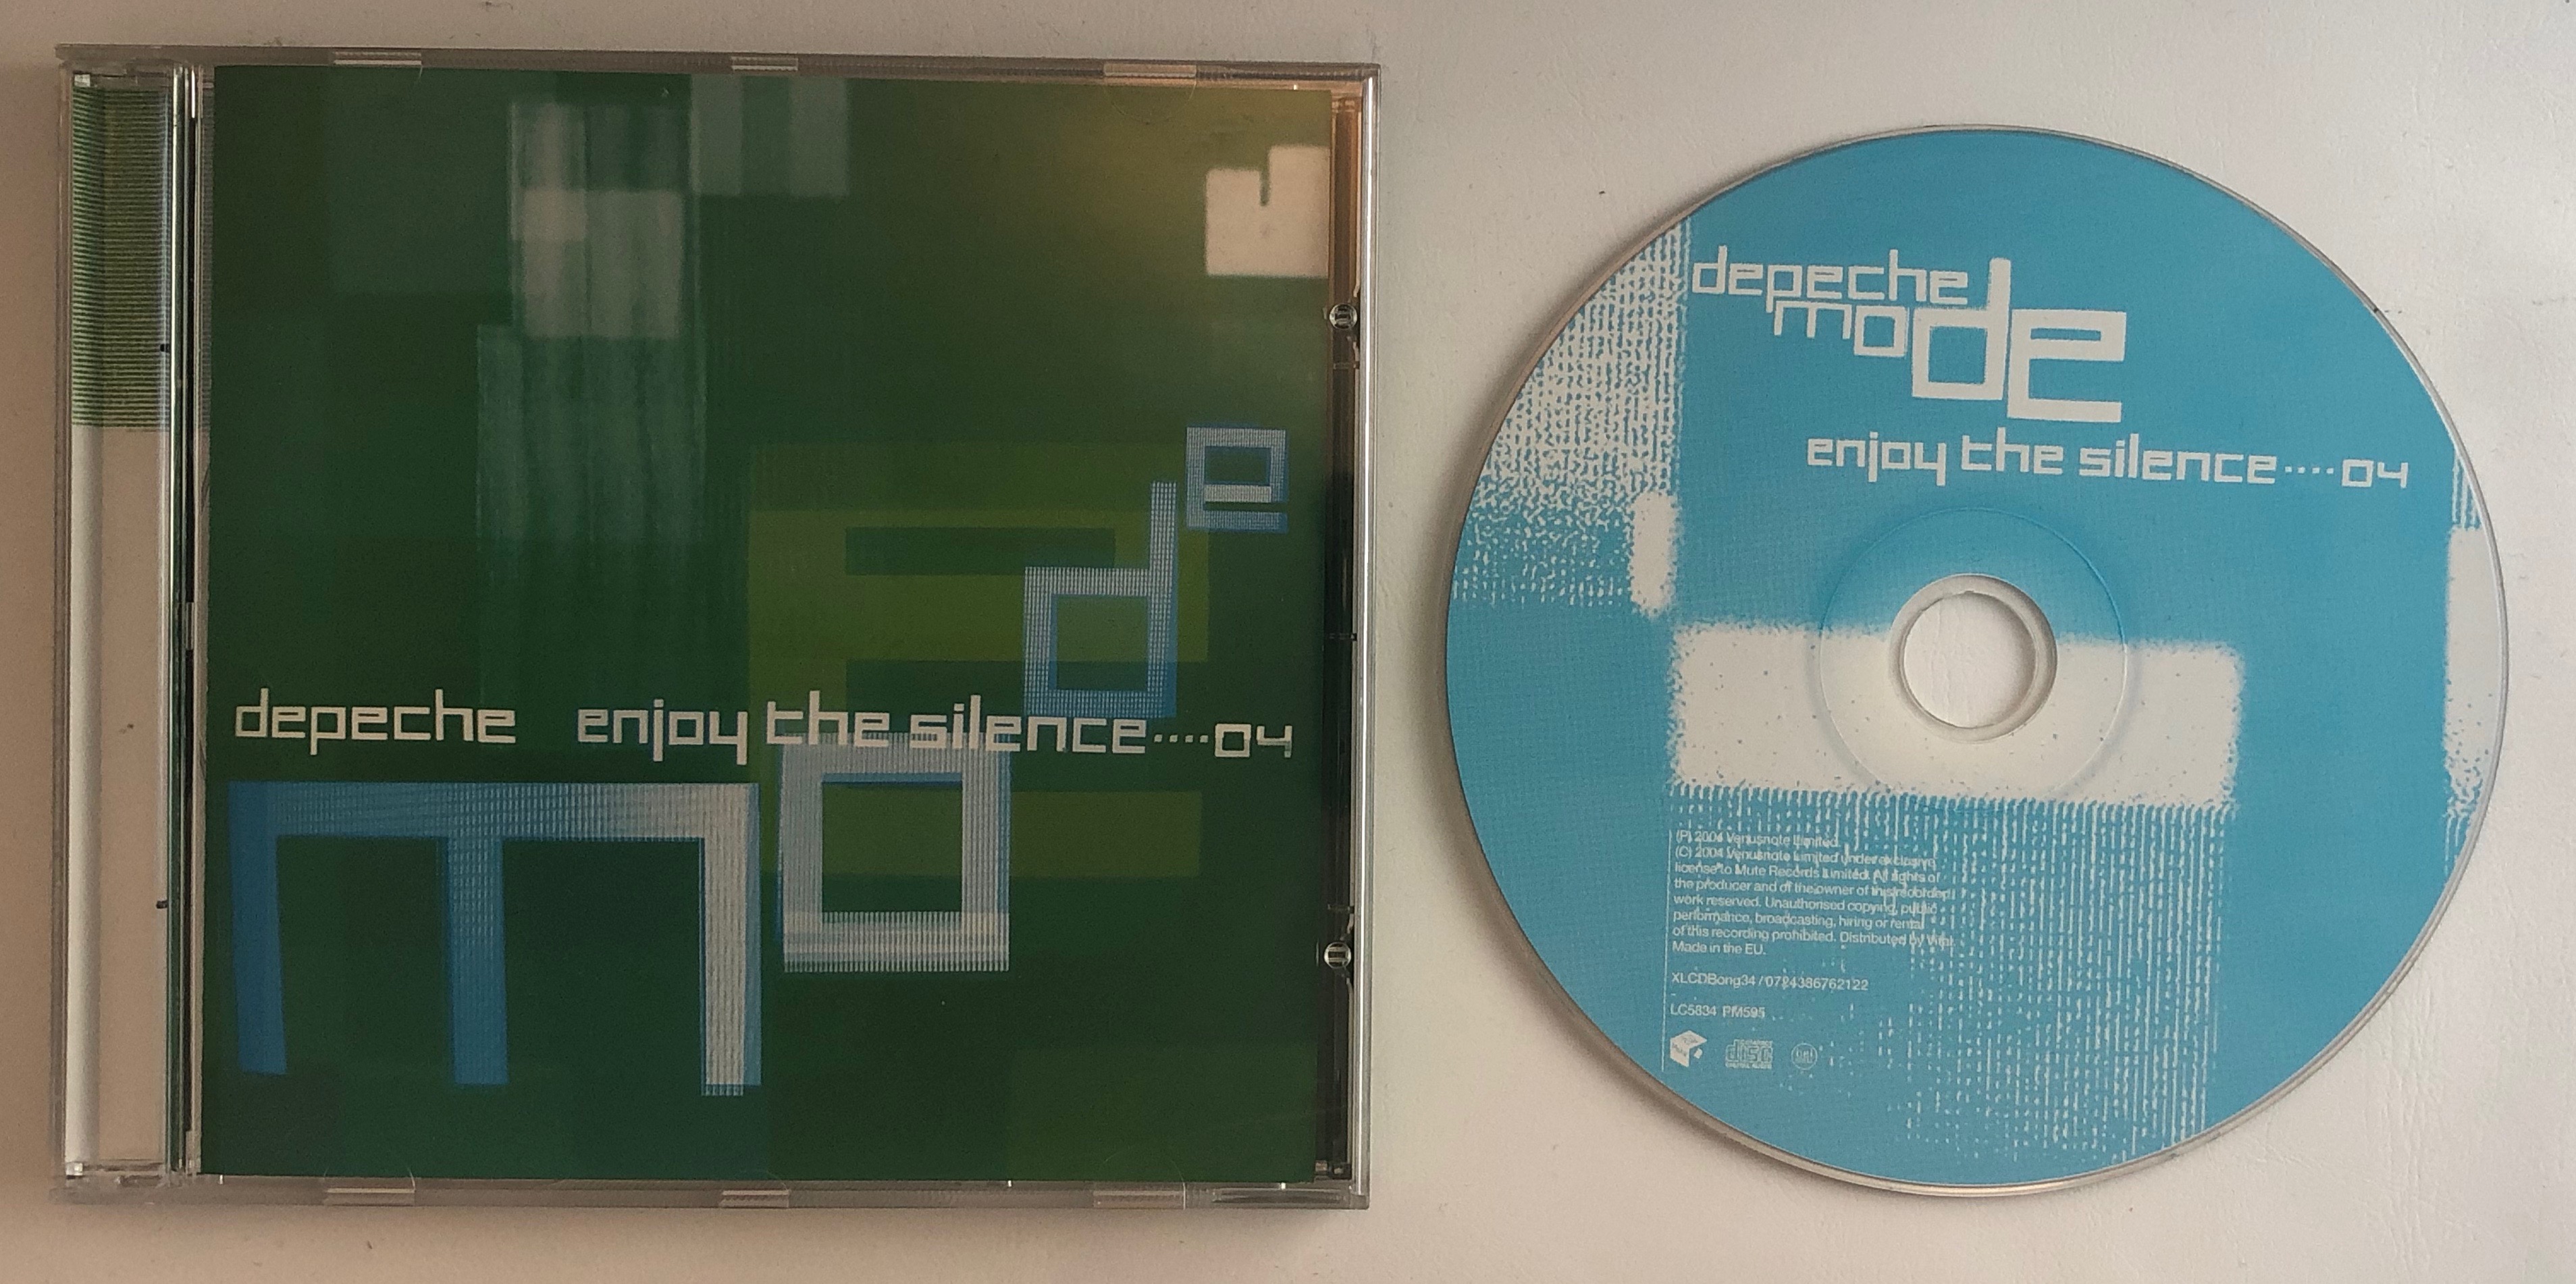 depeche enjoy the silence····04
mode
depeche
mode
enjoy the silence····04
(P) 2004 Venusnote Limited.
(C) 2004 Venusnote Limited under exclusive
license to Mute Records Limited. All rights of
the producer and of the owner of this recorded
work reserved. Unauthorised copying, public
performance, broadcasting, hiring or rental
of this recording prohibited. Distributed by Vital.
Made in the EU.
XLCDBong34 / 0724386762122
LC5834 PM595
disc